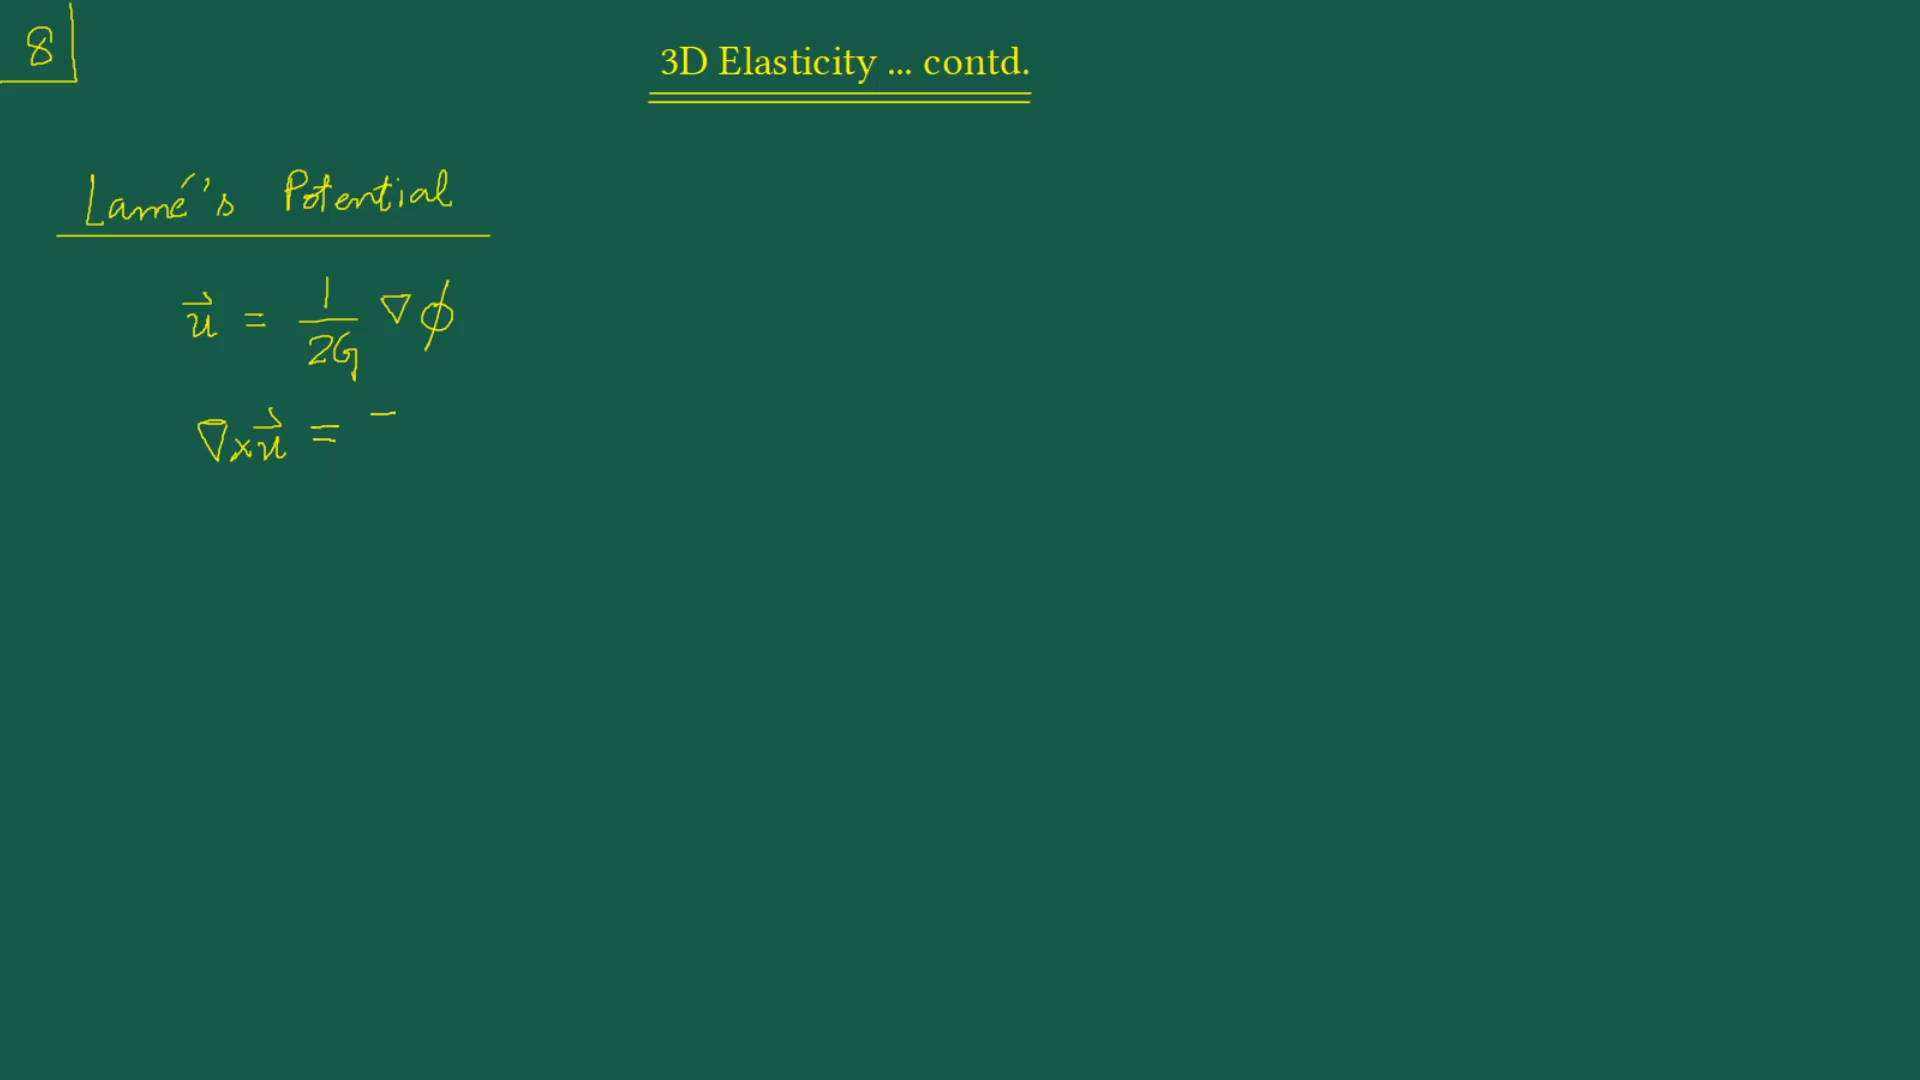 8
3D Elasticity ... contd.
Lamé's Potential
u⃗ = 1/2G ∇ϕ
∇×u⃗ =